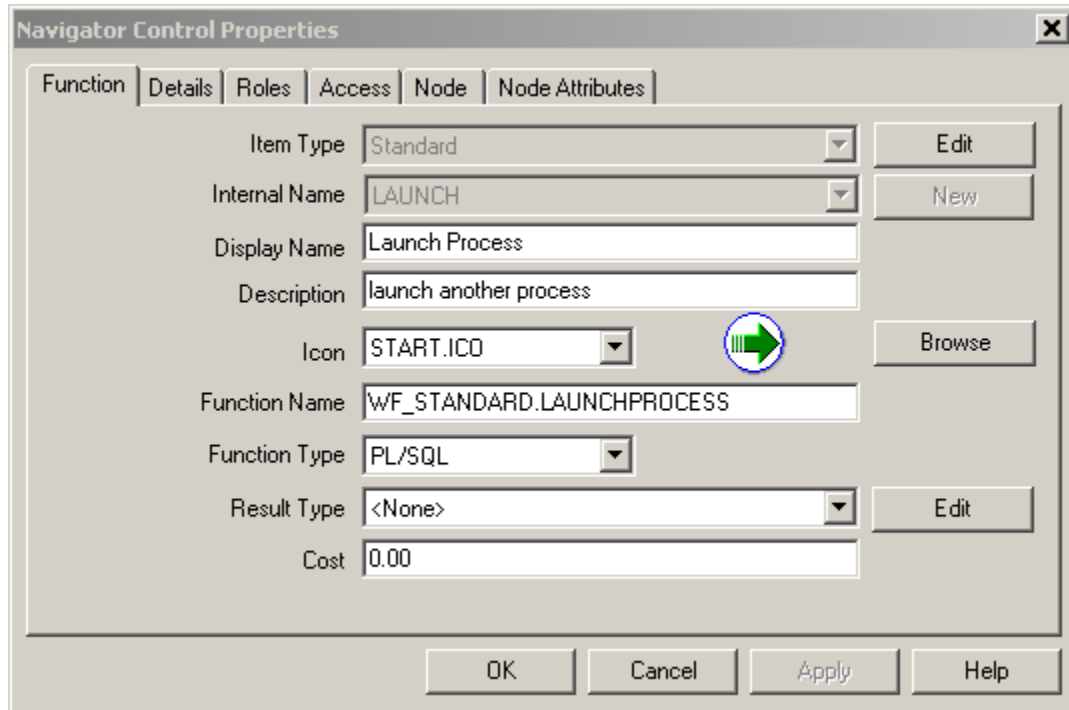 Navigator Control Properties
Function Details Roles Access Node Node Attributes
Item Type Standard Edit
Internal Name LAUNCH New
Display Name Launch Process
Description launch another process
Icon START.ICO Browse
Function Name WF_STANDARD.LAUNCHPROCESS
Function Type PL/SQL
Result Type <None> Edit
Cost 0.00
OK Cancel Apply Help